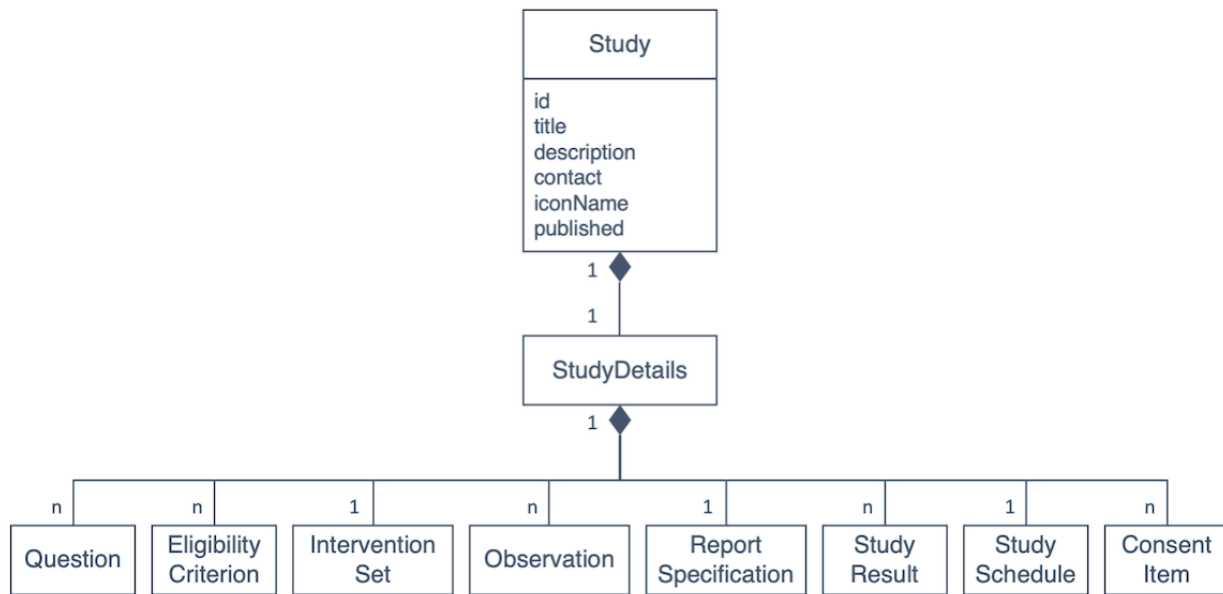 Study
id
title
description
contact
iconName
published
1
1
StudyDetails
1
n
n
1
n
1
n
1
n
Question
Eligibility
Criterion
Intervention
Set
Observation
Report
Specification
Study
Result
Study
Schedule
Consent
Item